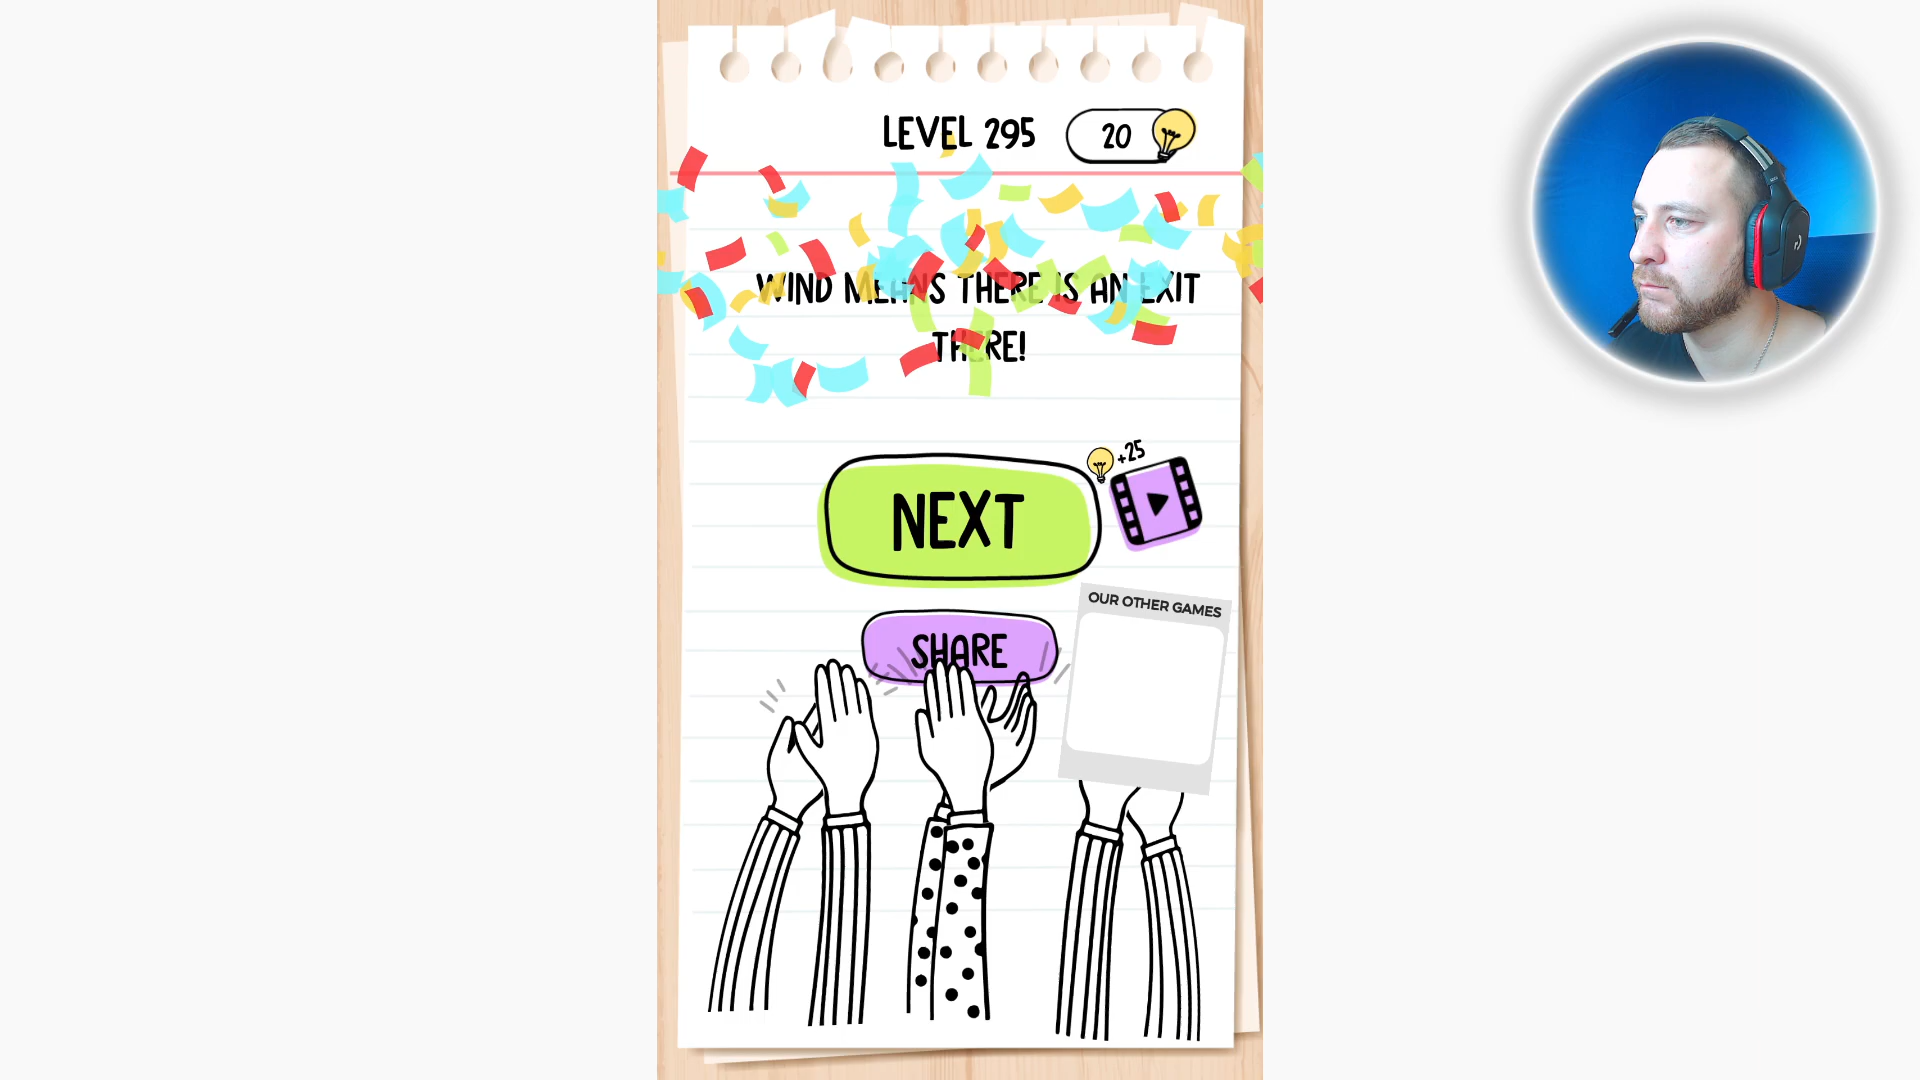 LEVEL 295
20
WIND MEANS THERE IS AN EXIT
THERE!
+25
NEXT
OUR OTHER GAMES
SHARE